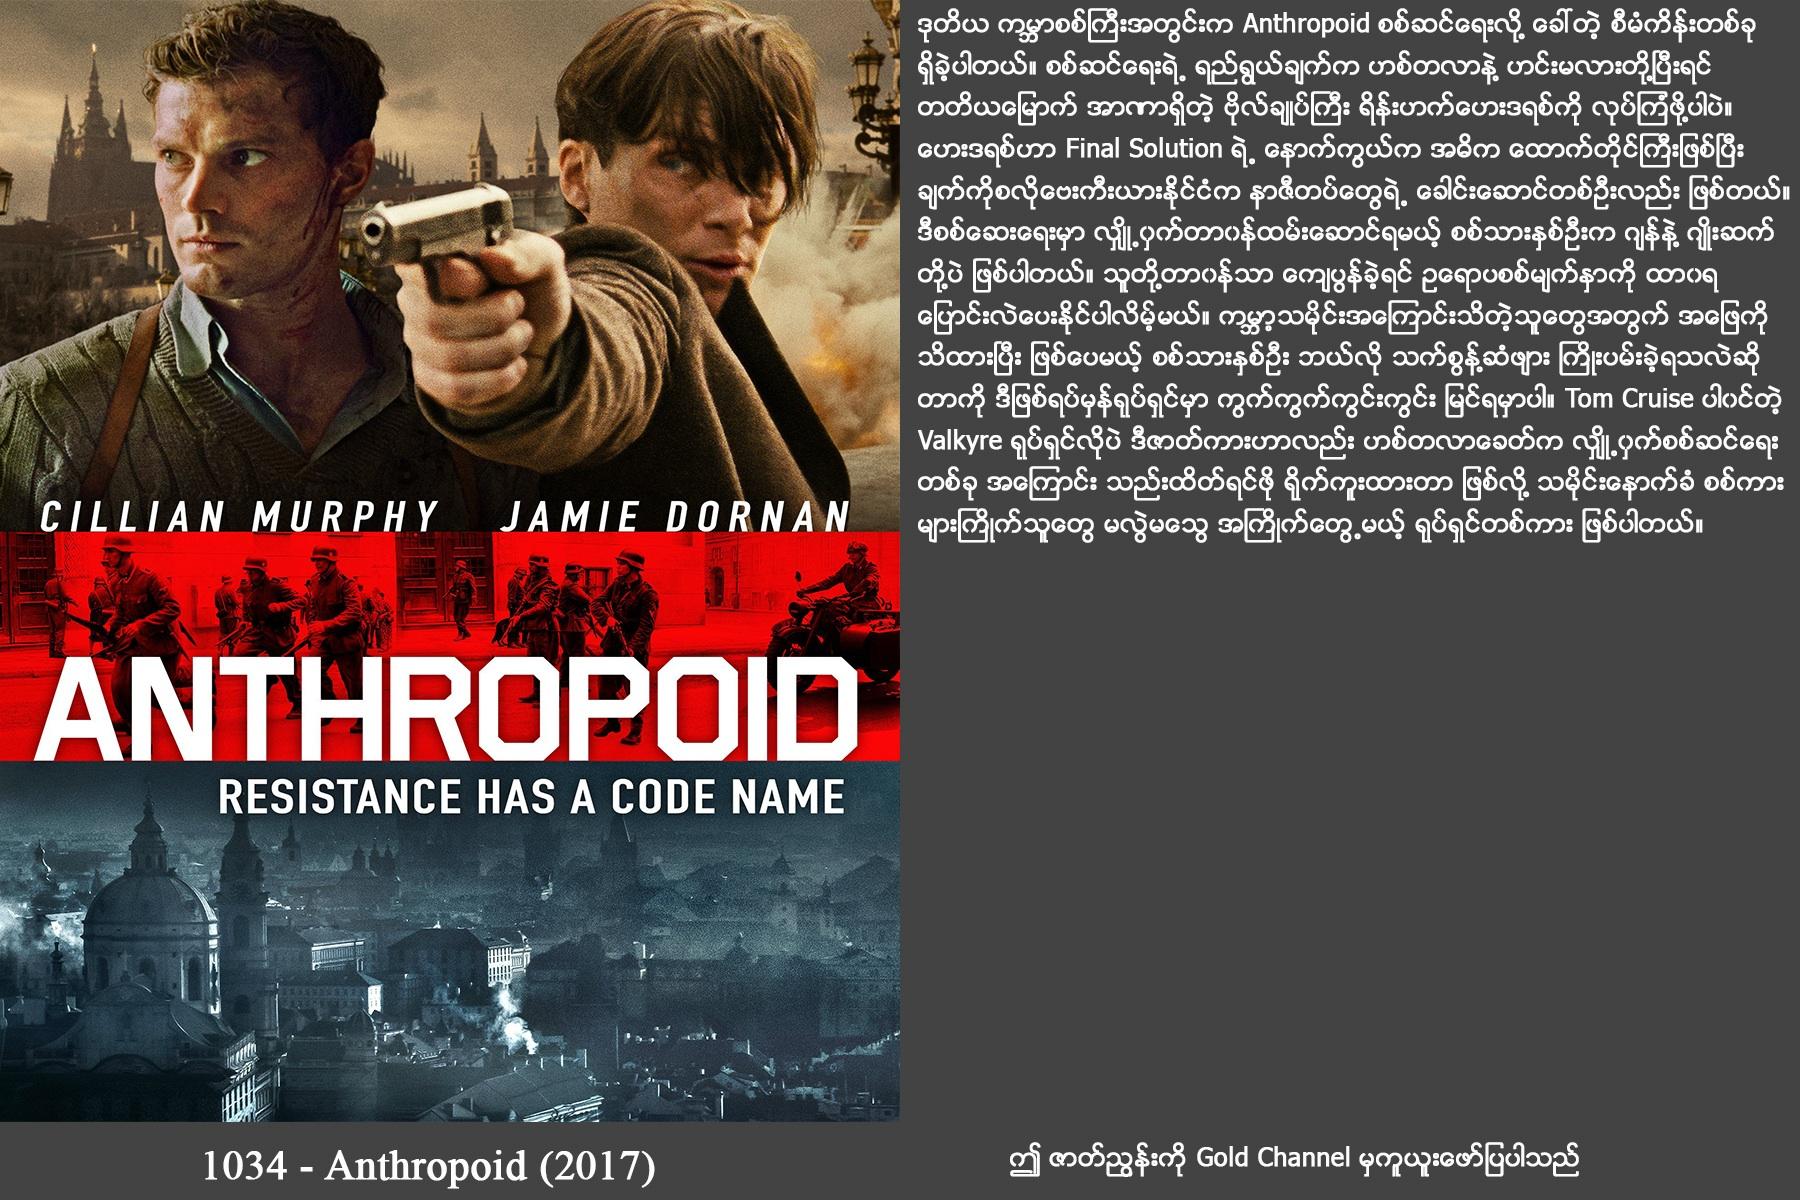 CILLIAN MURPHY JAMIE DORNAN
ANTHROPOID
RESISTANCE HAS A CODE NAME
1034 - Anthropoid (2017)
ဒုတိယ ကမ္ဘာစစ်ကြီးအတွင်းက Anthropoid စစ်ဆင်ရေးလို့ ခေါ်တဲ့ စီမံကိန်းတစ်ခု
ရှိခဲ့ပါတယ်။ စစ်ဆင်ရေးရဲ့ ရည်ရွယ်ချက်က ဟစ်တလာနဲ့ ဟင်းမလားတို့ပြီးရင်
တတိယမြောက် အာဏာရှိတဲ့ ဗိုလ်ချုပ်ကြီး ရိန်းဟက်ဟေးဒရစ်ကို လုပ်ကြံဖို့ပါပဲ။
ဟေးဒရစ်ဟာ Final Solution ရဲ့ နောက်ကွယ်က အဓိက ထောက်တိုင်ကြီးဖြစ်ပြီး
ချက်ကိုစလိုဗေးကီးယားနိုင်ငံက နာဇီတပ်တွေရဲ့ ခေါင်းဆောင်တစ်ဦးလည်း ဖြစ်တယ်။
ဒီစစ်ဆေးရေးမှာ လျှို့ဝှက်တာဝန်ထမ်းဆောင်ရမယ့် စစ်သားနှစ်ဦးက ဂျန်နဲ့ ဂျိုးဆက်
တို့ပဲ ဖြစ်ပါတယ်။ သူတို့တာဝန်သာ ကျေပွန်ခဲ့ရင် ဥရောပစစ်မျက်နှာကို ထာဝရ
ပြောင်းလဲပေးနိုင်ပါလိမ့်မယ်။ ကမ္ဘာ့သမိုင်းအကြောင်းသိတဲ့သူတွေအတွက် အဖြေကို
သိထားပြီး ဖြစ်ပေမယ့် စစ်သားနှစ်ဦး ဘယ်လို သက်စွန့်ဆံဖျား ကြိုးပမ်းခဲ့ရသလဲဆို
တာကို ဒီဖြစ်ရပ်မှန်ရုပ်ရှင်မှာ ကွက်ကွက်ကွင်းကွင်း မြင်ရမှာပါ။ Tom Cruise ပါဝင်တဲ့
Valkyre ရုပ်ရှင်လိုပဲ ဒီဇာတ်ကားဟာလည်း ဟစ်တလာခေတ်က လျှို့ဝှက်စစ်ဆင်ရေး
တစ်ခု အကြောင်း သည်းထိတ်ရင်ဖို ရိုက်ကူးထားတာ ဖြစ်လို့ သမိုင်းနောက်ခံ စစ်ကား
များကြိုက်သူတွေ မလွဲမသွေ အကြိုက်တွေ့မယ့် ရုပ်ရှင်တစ်ကား ဖြစ်ပါတယ်။
ဤ ဇာတ်ညွှန်းကို Gold Channel မှကူယူးဖော်ပြပါသည်